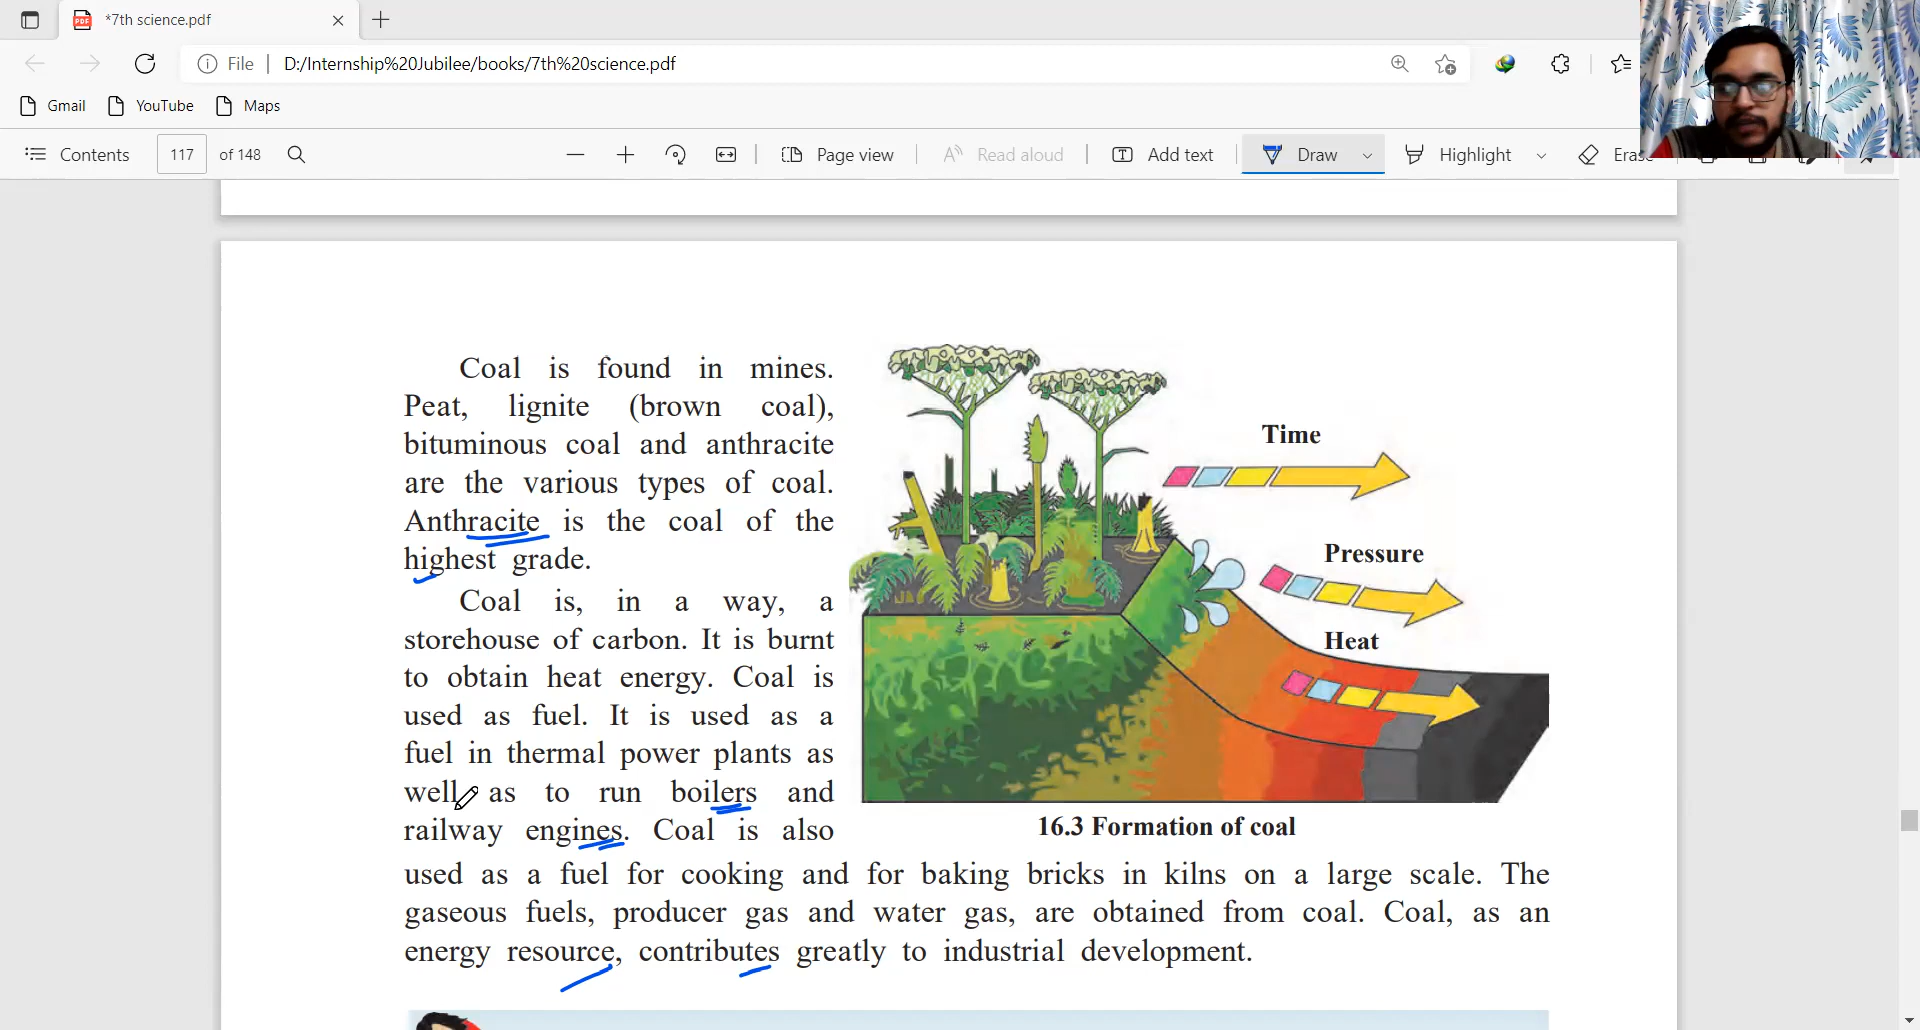 *7th science.pdf
File
D:/Internship%20Jubilee/books/7th%20science.pdf
Gmail YouTube Maps
Contents 117 of 148 Page view Read aloud Add text Draw Highlight
Coal is found in mines.
Peat, lignite (brown coal),
bituminous coal and anthracite
are the various types of coal.
Anthracite is the coal of the
highest grade.
Coal is, in a way, a
storehouse of carbon. It is burnt
to obtain heat energy. Coal is
used as fuel. It is used as a
fuel in thermal power plants as
well as to run boilers and
railway engines. Coal is also
used as a fuel for cooking and for baking bricks in kilns on a large scale. The
gaseous fuels, producer gas and water gas, are obtained from coal. Coal, as an
energy resource, contributes greatly to industrial development.
Time
Pressure
Heat
16.3 Formation of coal